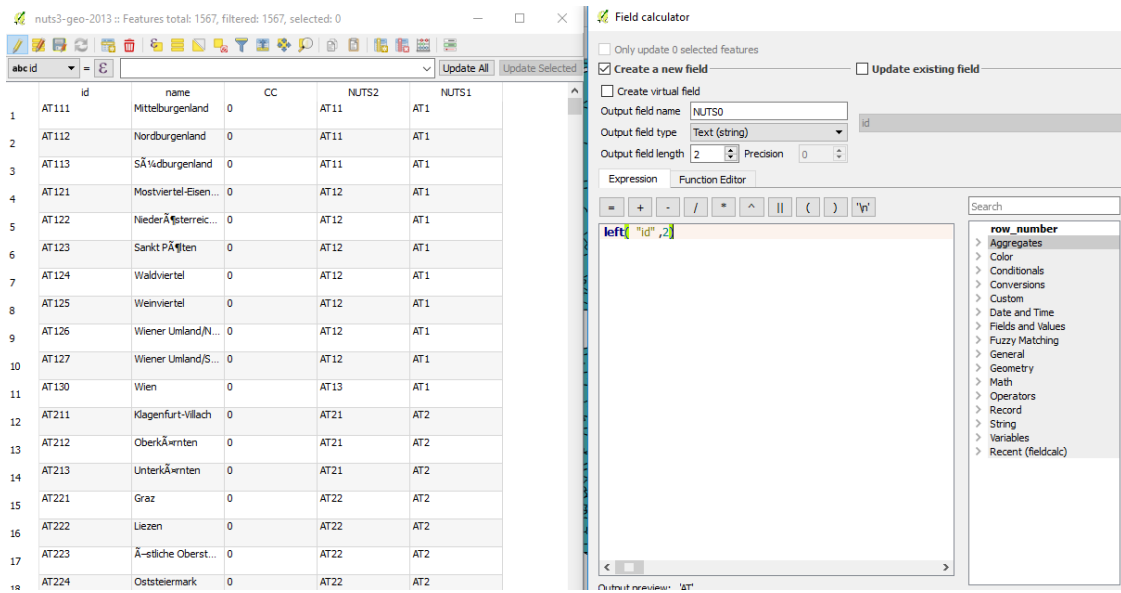 nuts3-geo-2013 :: Features total: 1567, filtered: 1567, selected: 0
abc id = ε Update All Update Selected
id name CC NUTS2 NUTS1
1 AT111 Mittelburgenland 0 AT11 AT1
2 AT112 Nordburgenland 0 AT11 AT1
3 AT113 SÃ¼dburgenland 0 AT11 AT1
4 AT121 Mostviertel-Eisen... 0 AT12 AT1
5 AT122 NiederÃ¶sterreic... 0 AT12 AT1
6 AT123 Sankt PÃ¶lten 0 AT12 AT1
7 AT124 Waldviertel 0 AT12 AT1
8 AT125 Weinviertel 0 AT12 AT1
9 AT126 Wiener Umland/N... 0 AT12 AT1
10 AT127 Wiener Umland/S... 0 AT12 AT1
11 AT130 Wien 0 AT13 AT1
12 AT211 Klagenfurt-Villach 0 AT21 AT2
13 AT212 OberkÃ¤rnten 0 AT21 AT2
14 AT213 UnterkÃ¤rnten 0 AT21 AT2
15 AT221 Graz 0 AT22 AT2
16 AT222 Liezen 0 AT22 AT2
17 AT223 Ã–stliche Oberst... 0 AT22 AT2
18 AT224 Oststeiermark 0 AT22 AT2
Field calculator
Only update 0 selected features
Create a new field Update existing field
Create virtual field
Output field name NUTS0
id
Output field type Text (string)
Output field length 2 Precision 0
Expression Function Editor
= + - / * ^ || ( ) '\n'
Search
left( "id" ,2)
row_number
> Aggregates
> Color
> Conditionals
> Conversions
> Custom
> Date and Time
> Fields and Values
> Fuzzy Matching
> General
> Geometry
> Math
> Operators
> Record
> String
> Variables
> Recent (fieldcalc)
Output preview: 'AT'